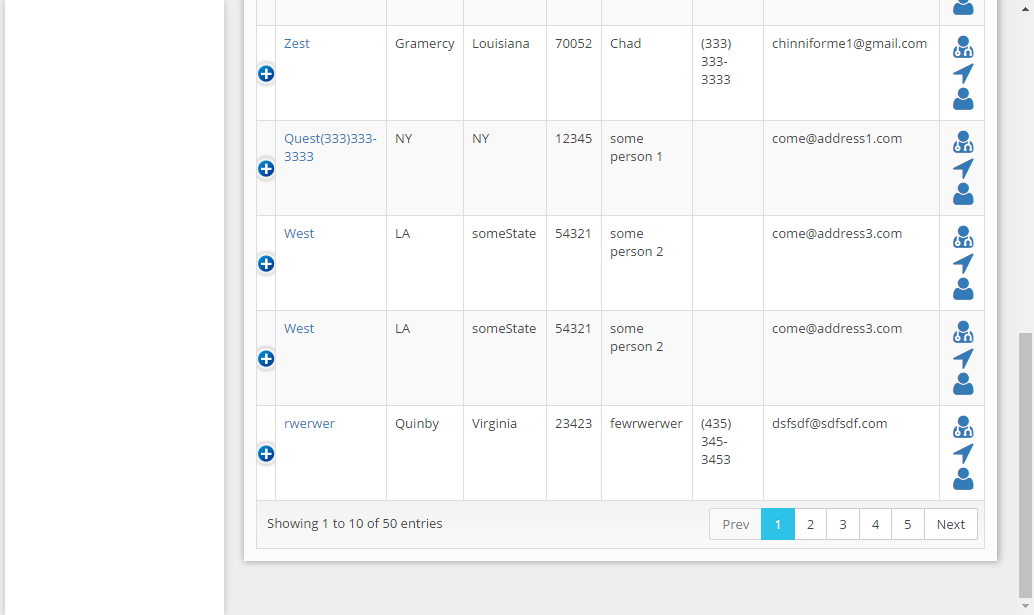 Zest Gramercy Louisiana 70052 Chad (333) chinniforme1@gmail.com
333-
3333
Quest(333)333- NY NY 12345 some come@address1.com
3333 person 1
West LA someState 54321 some come@address3.com
person 2
West LA someState 54321 some come@address3.com
person 2
rwerwer Quinby Virginia 23423 fewrwerwer (435) dsfsdf@sdfsdf.com
345-
3453
Showing 1 to 10 of 50 entries Prev 1 2 3 4 5 Next